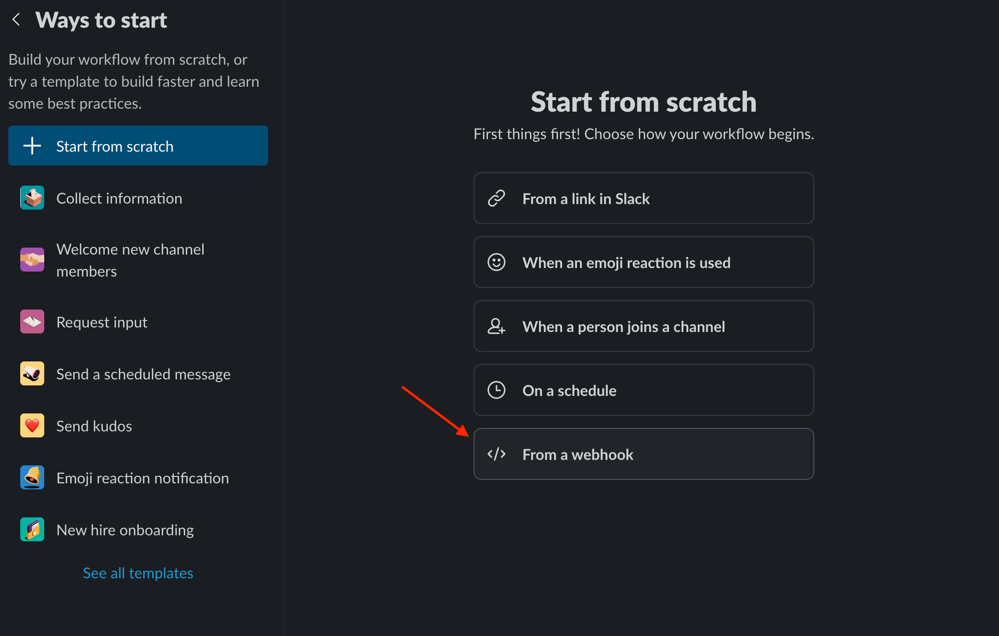 Ways to start
Build your workflow from scratch, or
try a template to build faster and learn
some best practices.
Start from scratch
Collect information
Welcome new channel
members
Request input
Send a scheduled message
Send kudos
Emoji reaction notification
New hire onboarding
See all templates
Start from scratch
First things first! Choose how your workflow begins.
From a link in Slack
When an emoji reaction is used
When a person joins a channel
On a schedule
From a webhook